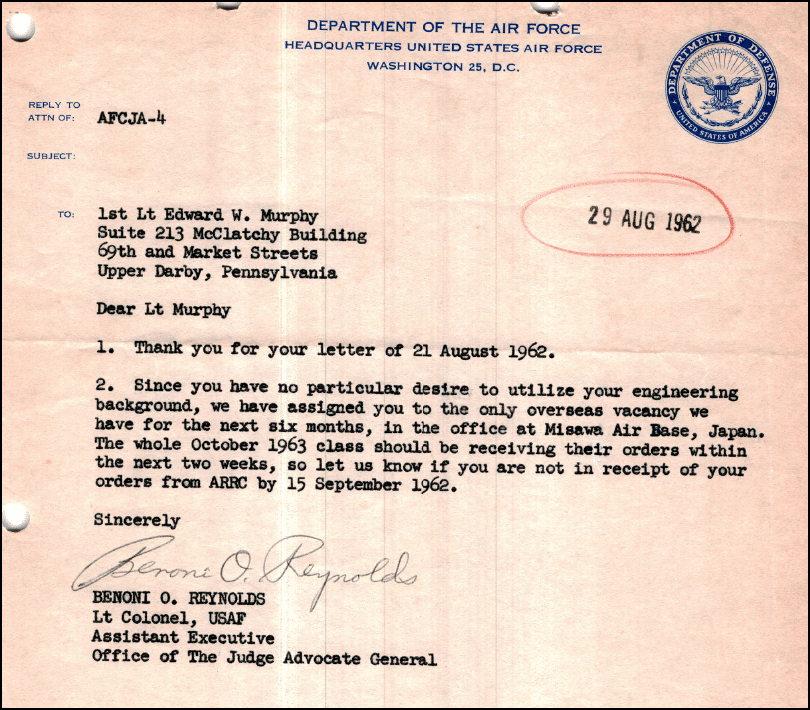 DEPARTMENT OF THE AIR FORCE
HEADQUARTERS UNITED STATES AIR FORCE
WASHINGTON 25, D.C.
DEPARTMENT OF DEFENSE
UNITED STATES OF AMERICA
REPLY TO
ATTN OF: AFCJA-4
SUBJECT:
29 AUG 1962
TO: 1st Lt Edward W. Murphy
Suite 213 McClatchy Building
69th and Market Streets
Upper Darby, Pennsylvania
Dear Lt Murphy
1. Thank you for your letter of 21 August 1962.
2. Since you have no particular desire to utilize your engineering
background, we have assigned you to the only overseas vacancy we
have for the next six months, in the office at Misawa Air Base, Japan.
The whole October 1963 class should be receiving their orders within
the next two weeks, so let us know if you are not in receipt of your
orders from ARRC by 15 September 1962.
Sincerely
Benoni O. Reynolds
BENONI O. REYNOLDS
Lt Colonel, USAF
Assistant Executive
Office of The Judge Advocate General